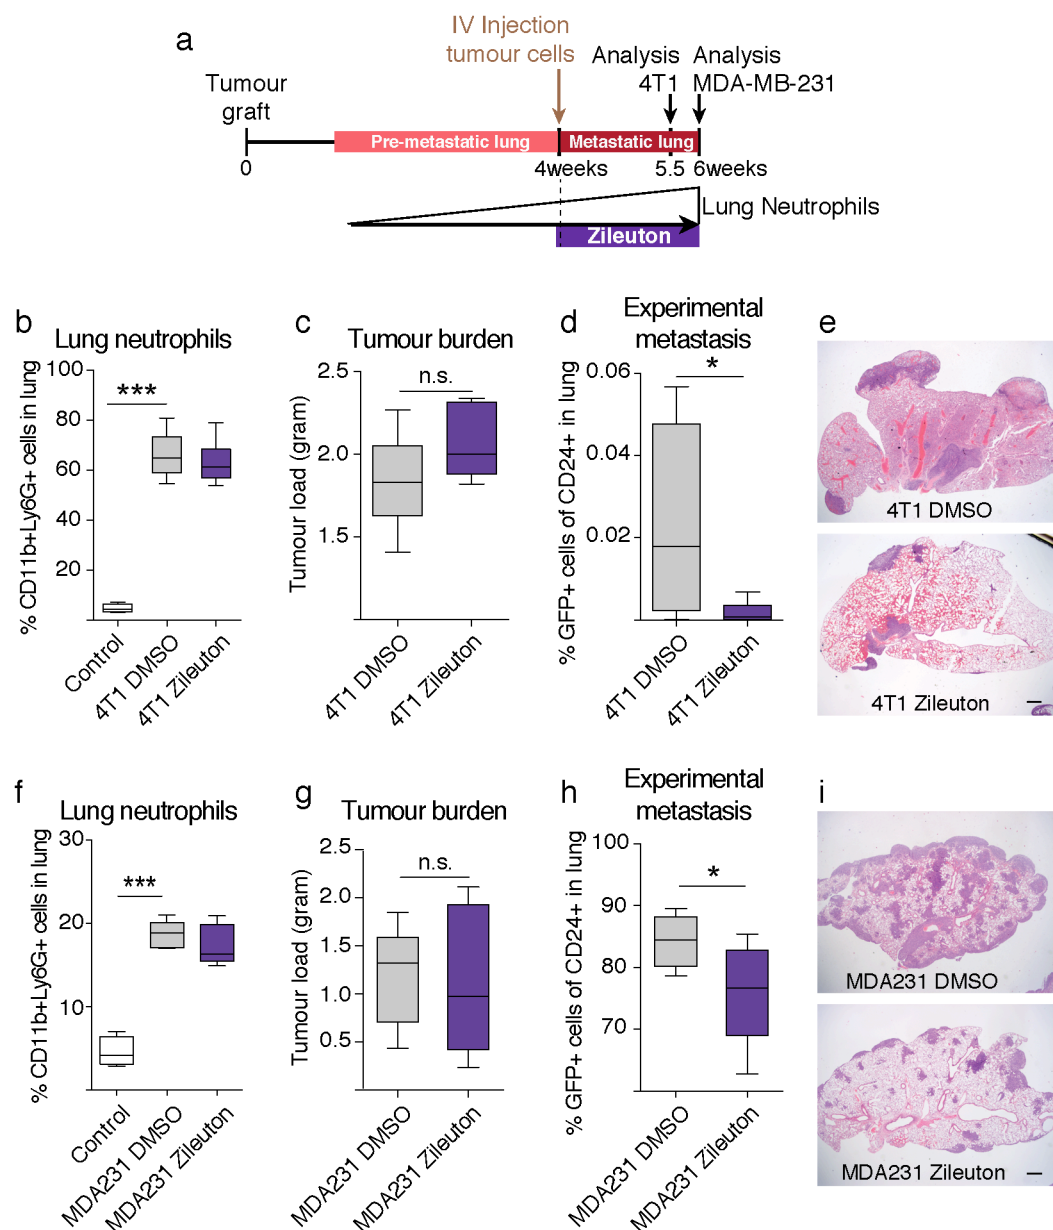 a
IV Injection
tumour cells
Analysis
4T1
Analysis
MDA-MB-231
Tumour
graft
Pre-metastatic lung
Metastatic lung
0
4weeks
5.5
6weeks
Lung Neutrophils
Zileuton
b
Lung neutrophils
% CD11b+Ly6G+ cells in lung
100
80
60
40
20
***
Control
4T1 DMSO
4T1 Zileuton
c
Tumour burden
Tumour load (gram)
2.5
2.0
1.5
n.s.
4T1 DMSO
4T1 Zileuton
d
Experimental
metastasis
% GFP+ cells of CD24+ in lung
0.06
0.04
0.02
*
4T1 DMSO
4T1 Zileuton
e
4T1 DMSO
4T1 Zileuton
f
Lung neutrophils
% CD11b+Ly6G+ cells in lung
30
20
10
***
Control
MDA231 DMSO
MDA231 Zileuton
g
Tumour burden
Tumour load (gram)
2.5
2.0
1.5
1.0
0.5
n.s.
MDA231 DMSO
MDA231 Zileuton
h
Experimental
metastasis
% GFP+ cells of CD24+ in lung
100
90
80
70
*
MDA231 DMSO
MDA231 Zileuton
i
MDA231 DMSO
MDA231 Zileuton